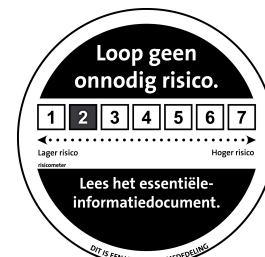 Loop geen
onnodig risico.
1 2 3 4 5 6 7
Lager risico Hoger risico
risicometer
Lees het essentiële-
informatiedocument.
DIT IS EEN